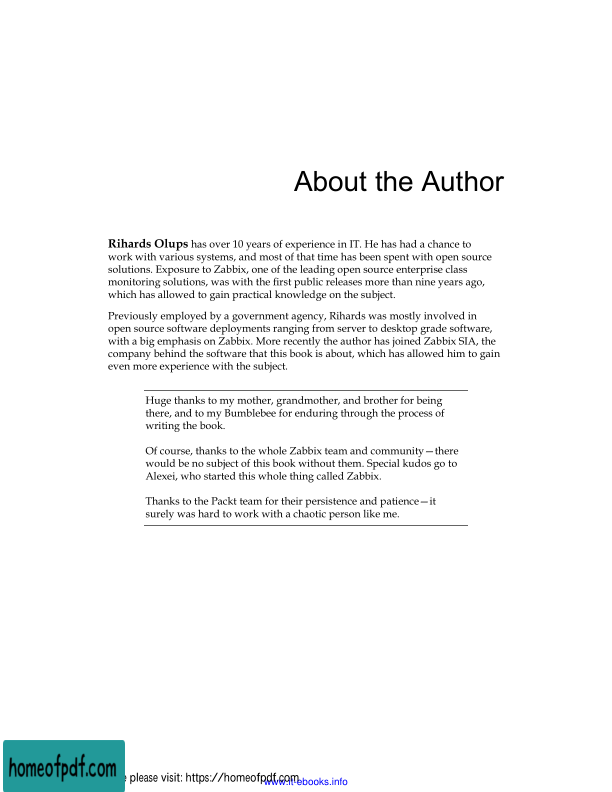 About the Author
Rihards Olups has over 10 years of experience in IT. He has had a chance to
work with various systems, and most of that time has been spent with open source
solutions. Exposure to Zabbix, one of the leading open source enterprise class
monitoring solutions, was with the first public releases more than nine years ago,
which has allowed to gain practical knowledge on the subject.
Previously employed by a government agency, Rihards was mostly involved in
open source software deployments ranging from server to desktop grade software,
with a big emphasis on Zabbix. More recently the author has joined Zabbix SIA, the
company behind the software that this book is about, which has allowed him to gain
even more experience with the subject.
Huge thanks to my mother, grandmother, and brother for being
there, and to my Bumblebee for enduring through the process of
writing the book.
Of course, thanks to the whole Zabbix team and community—there
would be no subject of this book without them. Special kudos go to
Alexei, who started this whole thing called Zabbix.
Thanks to the Packt team for their persistence and patience—it
surely was hard to work with a chaotic person like me.
homeofpdf.com
please visit: https://homeofpdf.com
www.it-ebooks.info